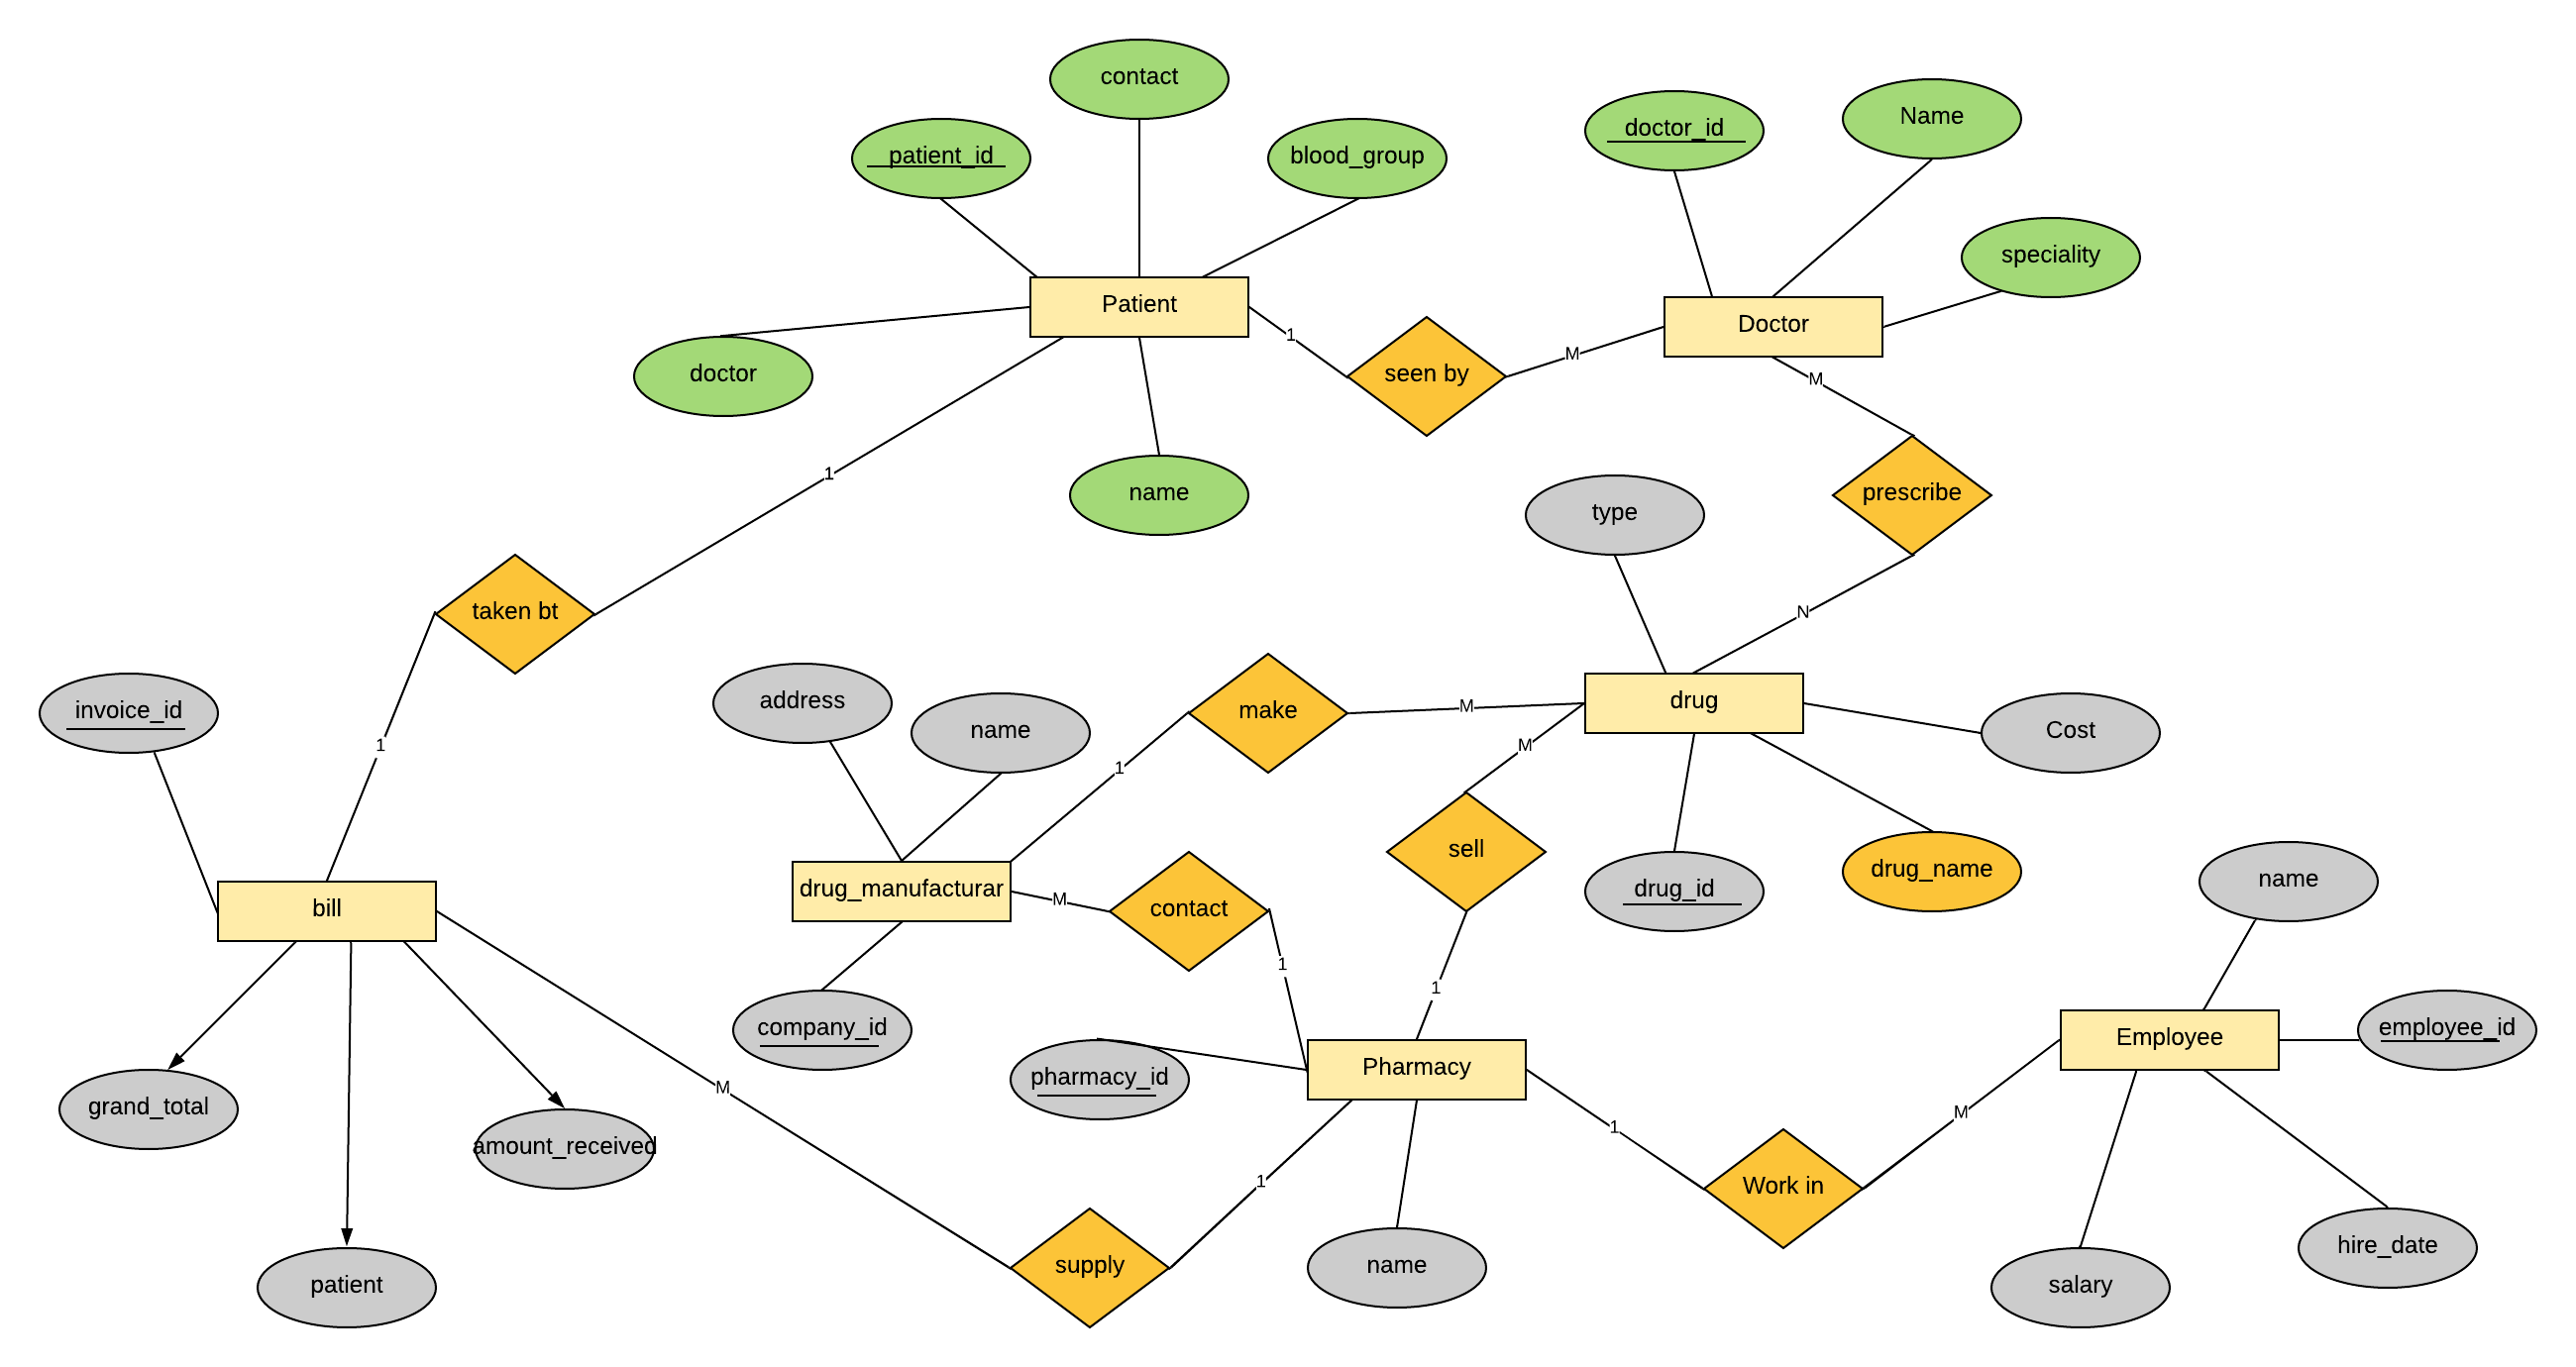 contact
Name
doctor_id
patient_id
blood_group
speciality
Patient
Doctor
1
M
seen by
doctor
M
1
name
prescribe
type
taken bt
N
invoice_id
address
name
make
M
drug
Cost
1
1
M
sell
drug_name
name
bill
drug_manufacturar
M
contact
drug_id
1
1
company_id
Employee
employee_id
pharmacy_id
Pharmacy
M
grand_total
M
1
amount_received
1
Work in
supply
name
hire_date
patient
salary